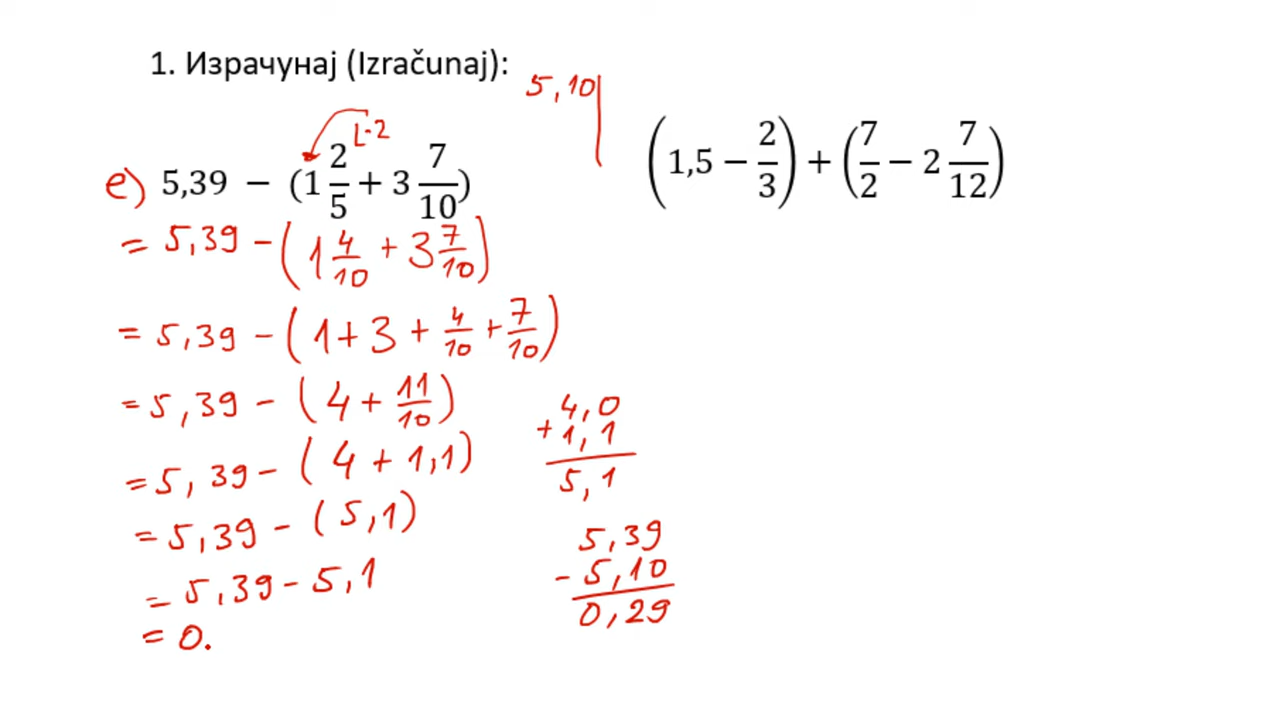 1. Израчунај (Izračunaj):
5,10
L·2
e) 5,39 − (1 2/5 + 3 7/10)
= 5,39 − (1 4/10 + 3 7/10)
= 5,39 − (1 + 3 + 4/10 + 7/10)
= 5,39 − (4 + 11/10)
= 5,39 − (4 + 1,1)
= 5,39 − (5,1)
= 5,39 − 5,1
= 0.
4,0
+ 1,1
5,1
5,39
− 5,10
0,29
(1,5 − 2/3) + (7/2 − 2 7/12)